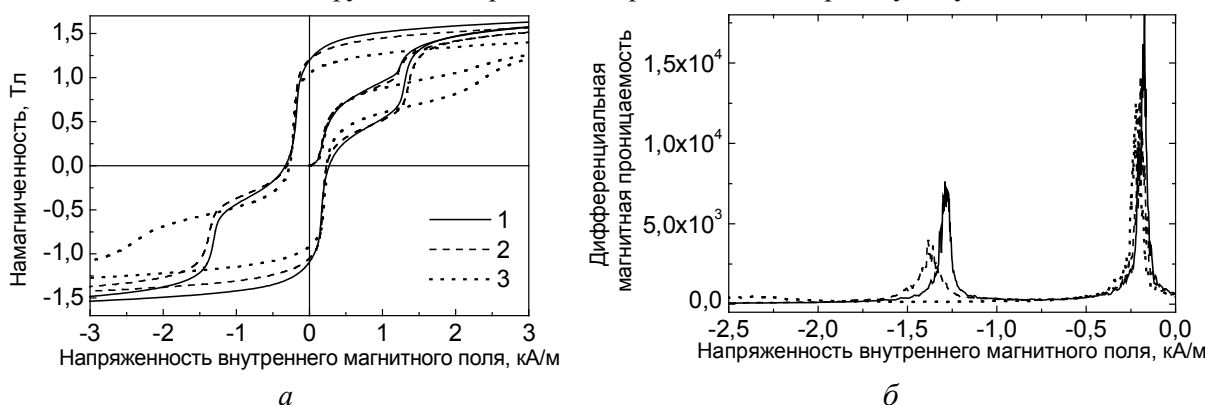 Намагниченность, Тл
1,5
1,0
0,5
0,0
-0,5
-1,0
-1,5
1
2
3
-3 -2 -1 0 1 2 3
Напряженность внутреннего магнитного поля, кА/м
а
Дифференциальная
магнитная проницаемость
1,5x10⁴
1,0x10⁴
5,0x10³
0,0
-2,5 -2,0 -1,5 -1,0 -0,5 0,0
Напряженность внутреннего магнитного поля, кА/м
б